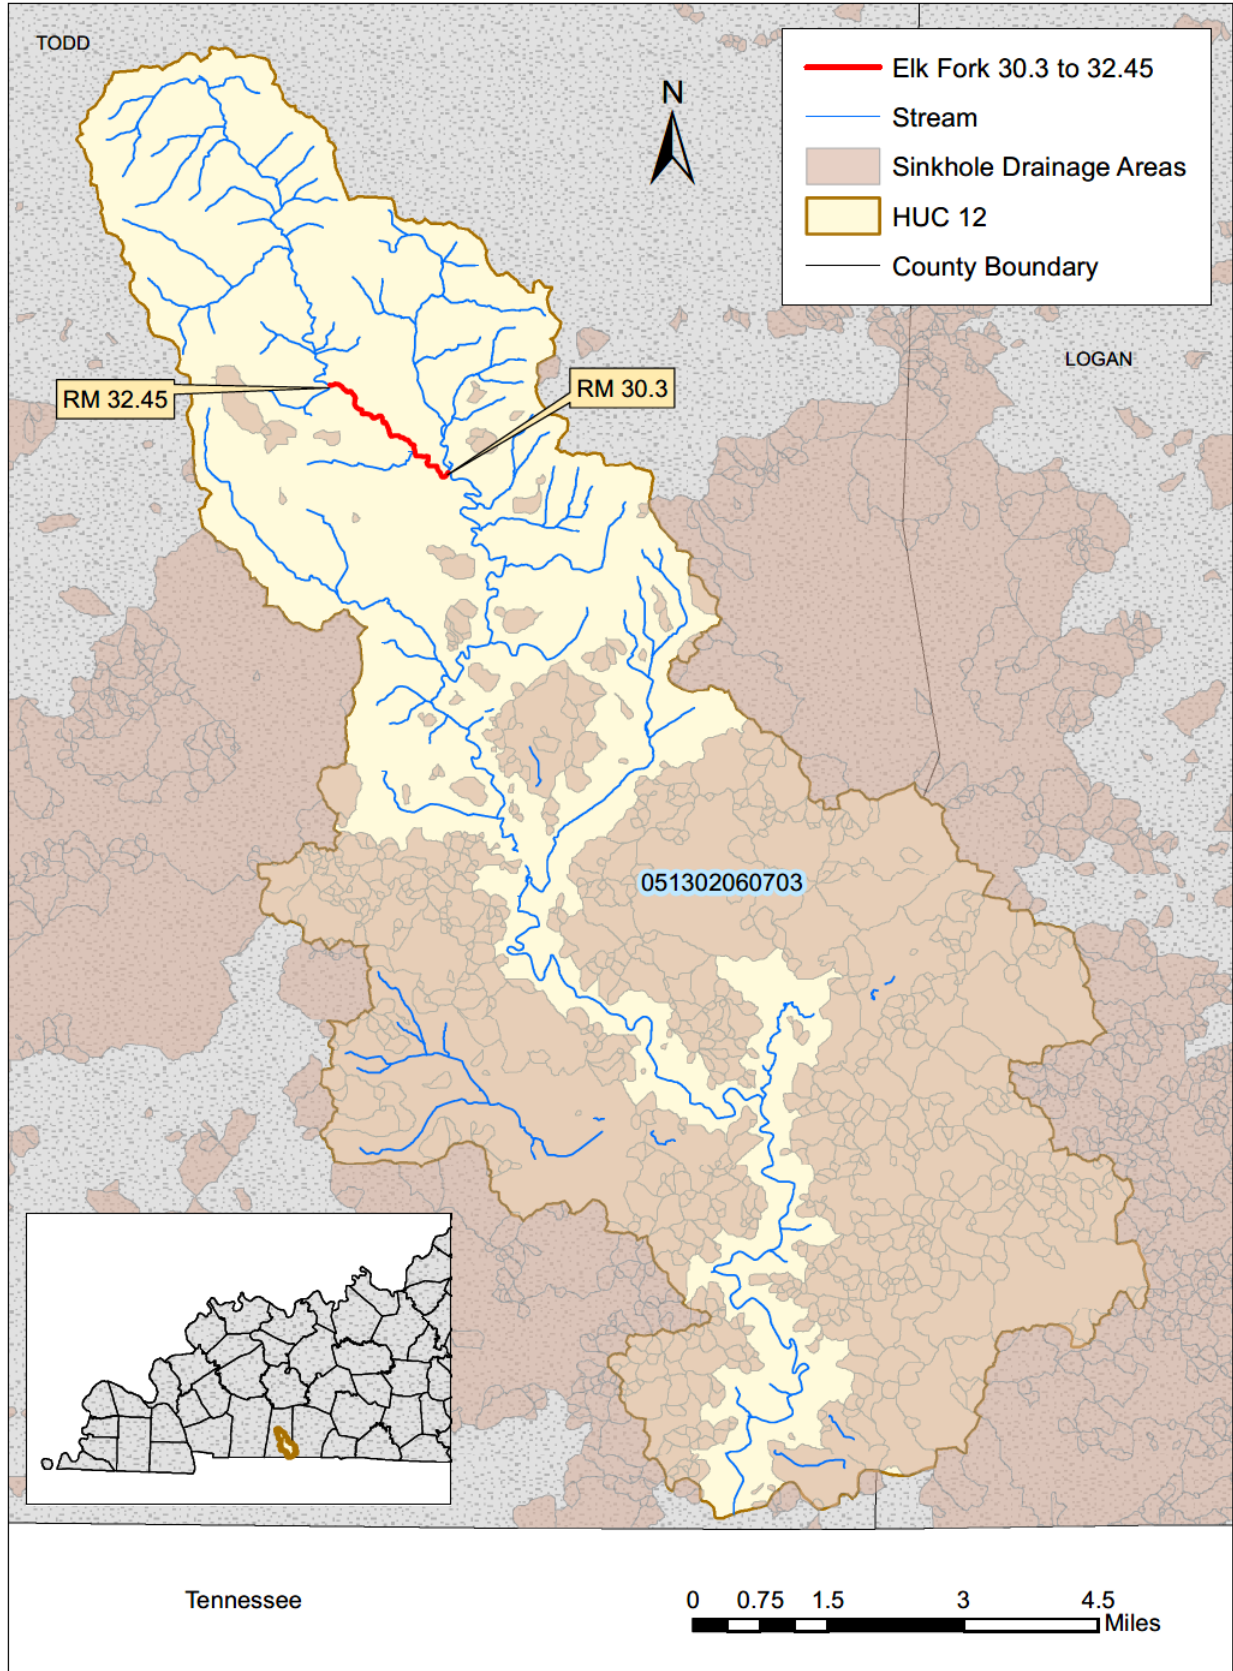 TODD
Elk Fork 30.3 to 32.45
N
Stream
Sinkhole Drainage Areas
HUC 12
County Boundary
LOGAN
RM 32.45
RM 30.3
051302060703
Tennessee
0 0.75 1.5 3 4.5
Miles